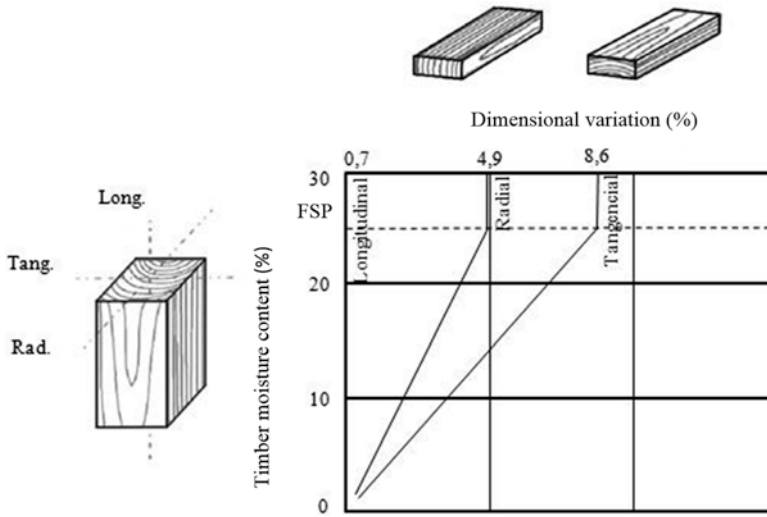 Dimensional variation (%)
0,7 4,9 8,6
Long.
Tang.
Rad.
Timber moisture content (%)
30
FSP
20
10
0
Longitudinal
Radial
Tangencial